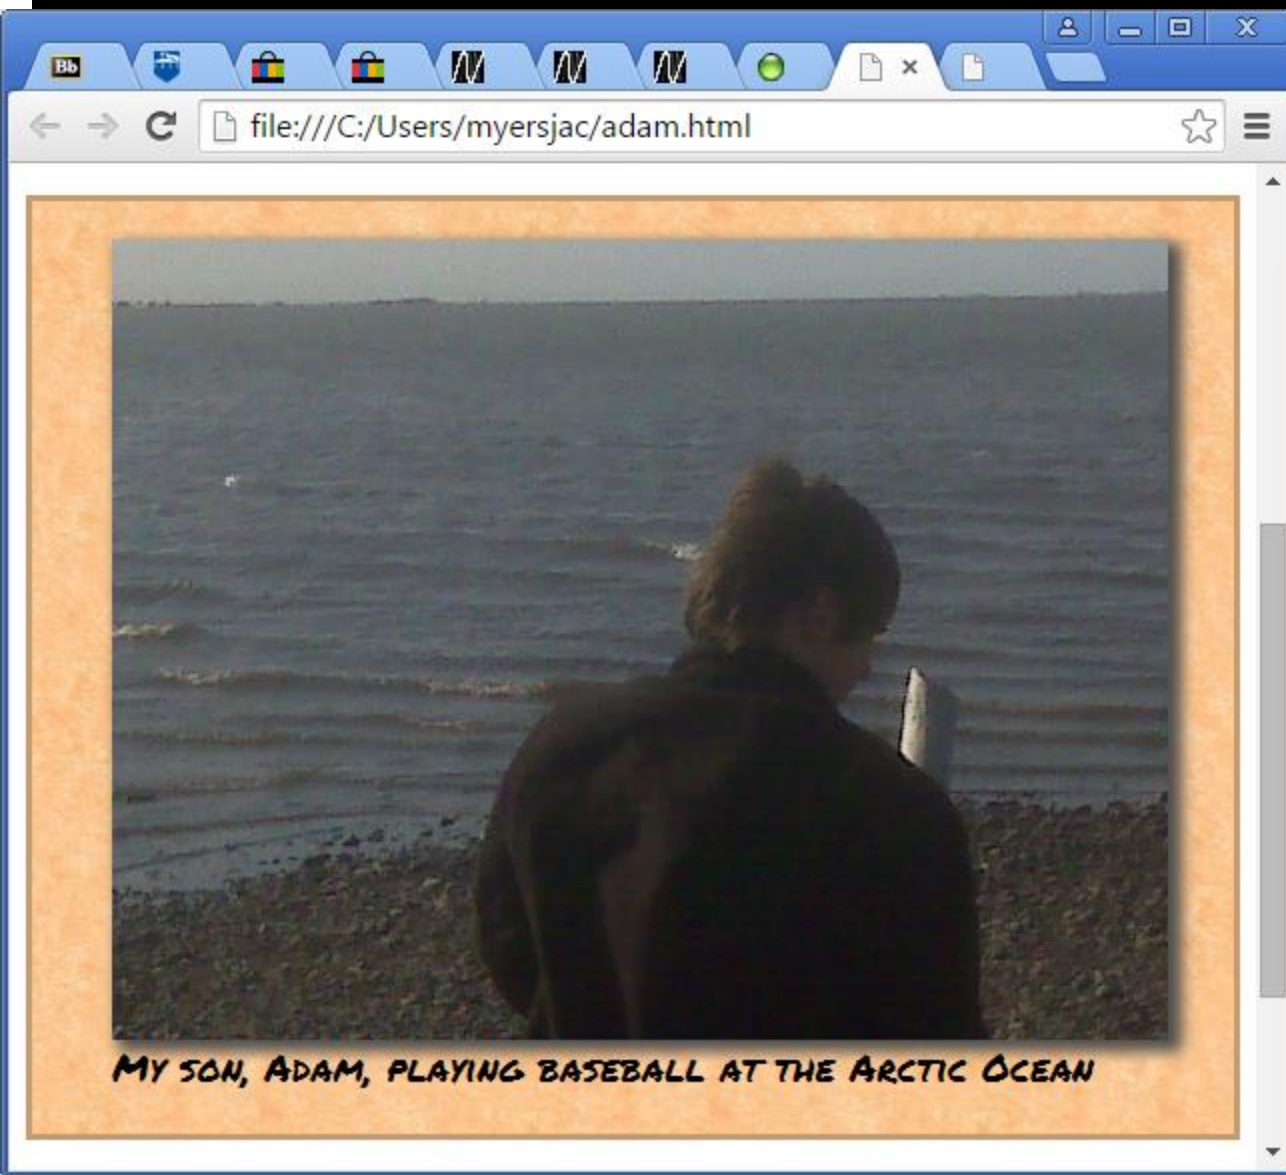 Bb
file:///C:/Users/myersjac/adam.html
My son, Adam, playing baseball at the Arctic Ocean